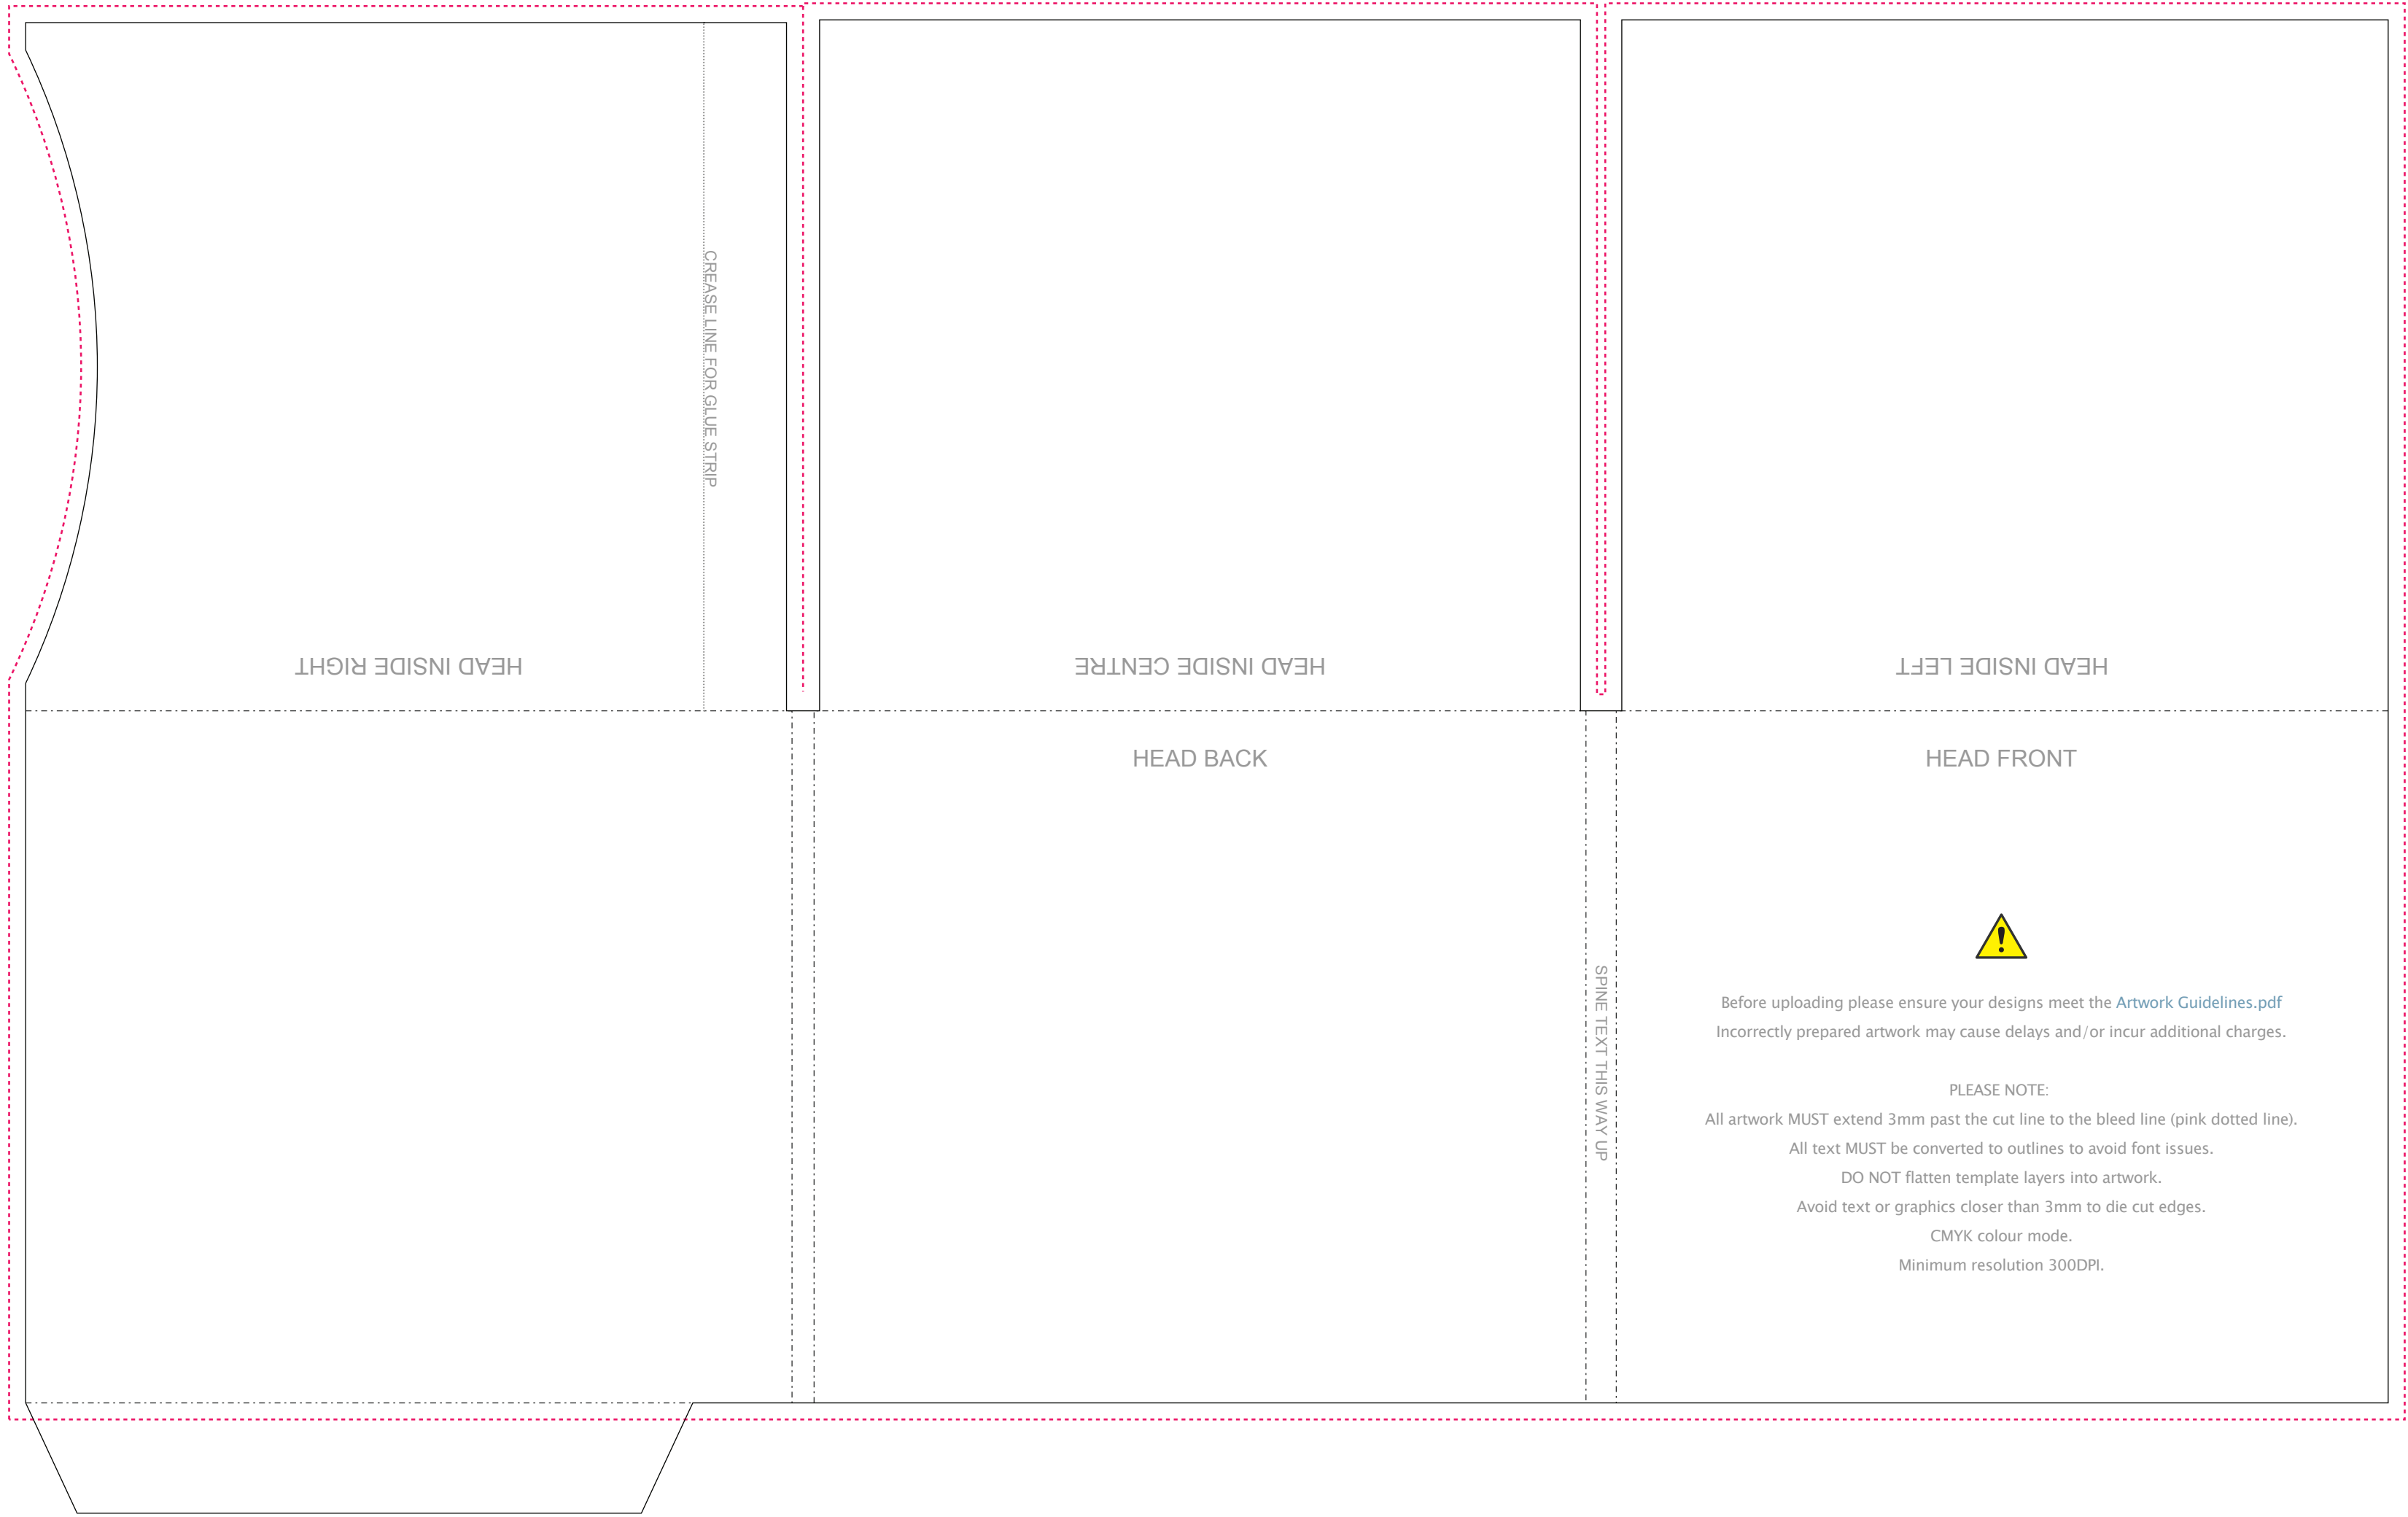 CREASE LINE FOR GLUE STRIP
HEAD INSIDE RIGHT
HEAD INSIDE CENTRE
HEAD INSIDE LEFT
HEAD BACK
HEAD FRONT
SPINE TEXT THIS WAY UP
Before uploading please ensure your designs meet the Artwork Guidelines.pdf
Incorrectly prepared artwork may cause delays and/or incur additional charges.
PLEASE NOTE:
All artwork MUST extend 3mm past the cut line to the bleed line (pink dotted line).
All text MUST be converted to outlines to avoid font issues.
DO NOT flatten template layers into artwork.
Avoid text or graphics closer than 3mm to die cut edges.
CMYK colour mode.
Minimum resolution 300DPI.